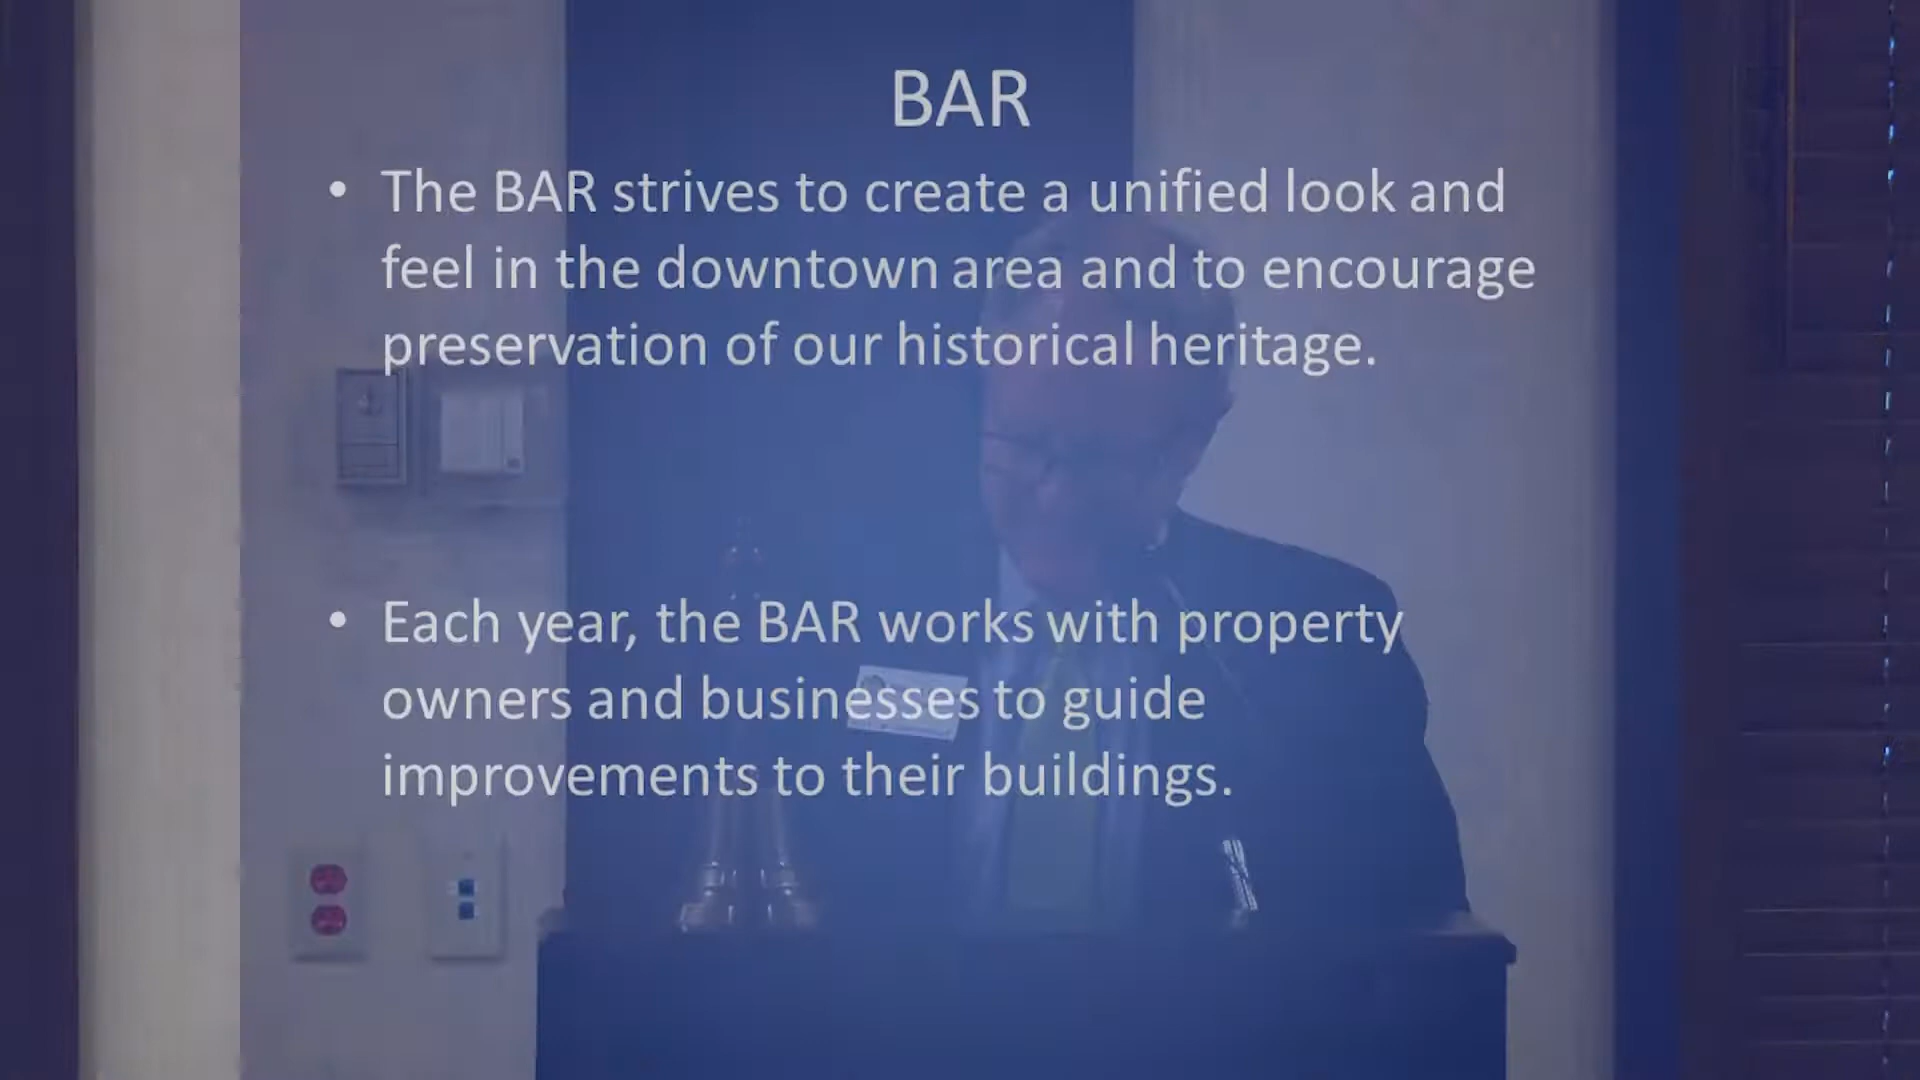 BAR
• The BAR strives to create a unified look and
feel in the downtown area and to encourage
preservation of our historical heritage.
• Each year, the BAR works with property
owners and businesses to guide
improvements to their buildings.